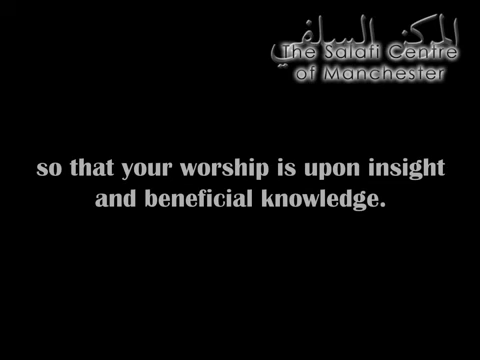 المركز السلفي
The Salafi Centre
of Manchester
so that your worship is upon insight
and beneficial knowledge.